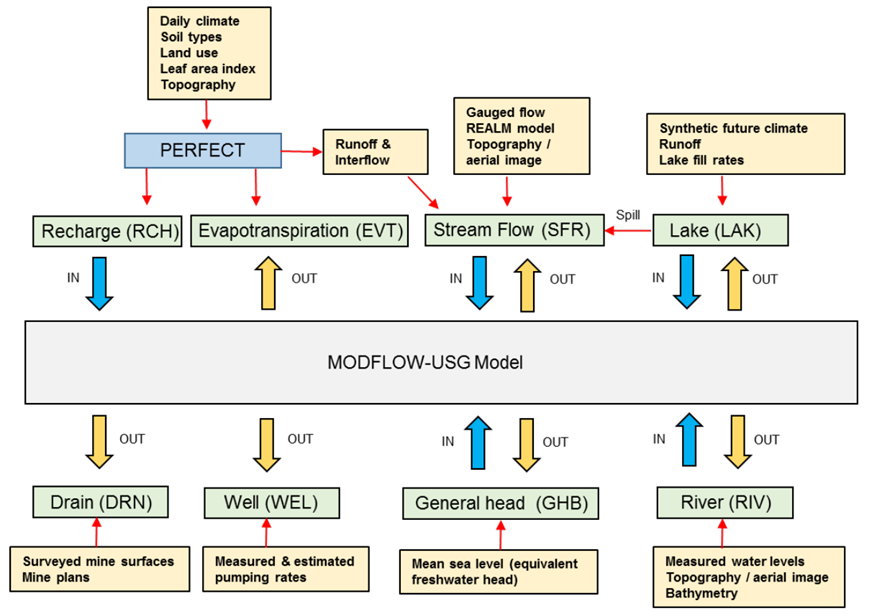 Daily climate
Soil types
Land use
Leaf area index
Topography
PERFECT
Runoff &
Interflow
Gauged flow
REALM model
Topography /
aerial image
Synthetic future climate
Runoff
Lake fill rates
Recharge (RCH)
Evapotranspiration (EVT)
Stream Flow (SFR)
Spill
Lake (LAK)
IN
OUT
IN
OUT
IN
OUT
MODFLOW-USG Model
OUT
OUT
IN
OUT
IN
OUT
Drain (DRN)
Well (WEL)
General head (GHB)
River (RIV)
Surveyed mine surfaces
Mine plans
Measured & estimated
pumping rates
Mean sea level (equivalent
freshwater head)
Measured water levels
Topography / aerial image
Bathymetry